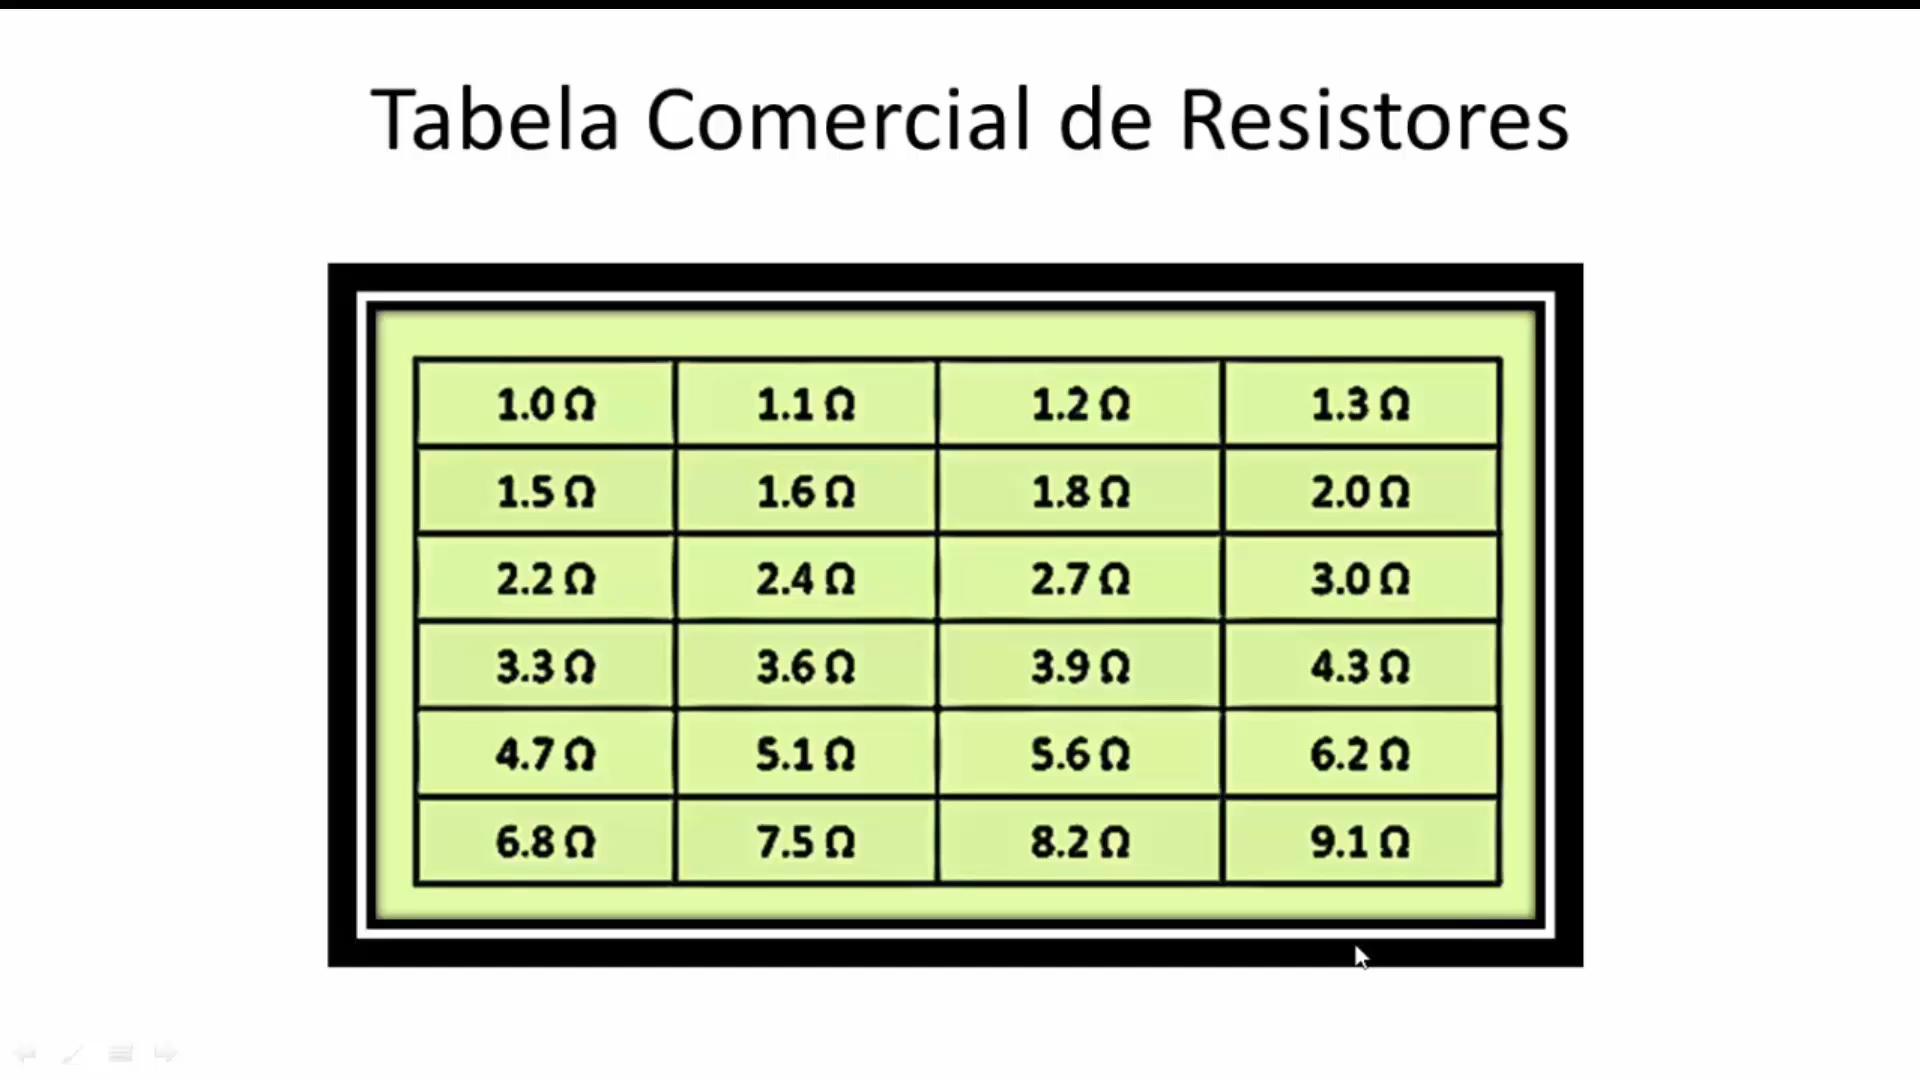 Tabela Comercial de Resistores
1.0 Ω 1.1 Ω 1.2 Ω 1.3 Ω
1.5 Ω 1.6 Ω 1.8 Ω 2.0 Ω
2.2 Ω 2.4 Ω 2.7 Ω 3.0 Ω
3.3 Ω 3.6 Ω 3.9 Ω 4.3 Ω
4.7 Ω 5.1 Ω 5.6 Ω 6.2 Ω
6.8 Ω 7.5 Ω 8.2 Ω 9.1 Ω